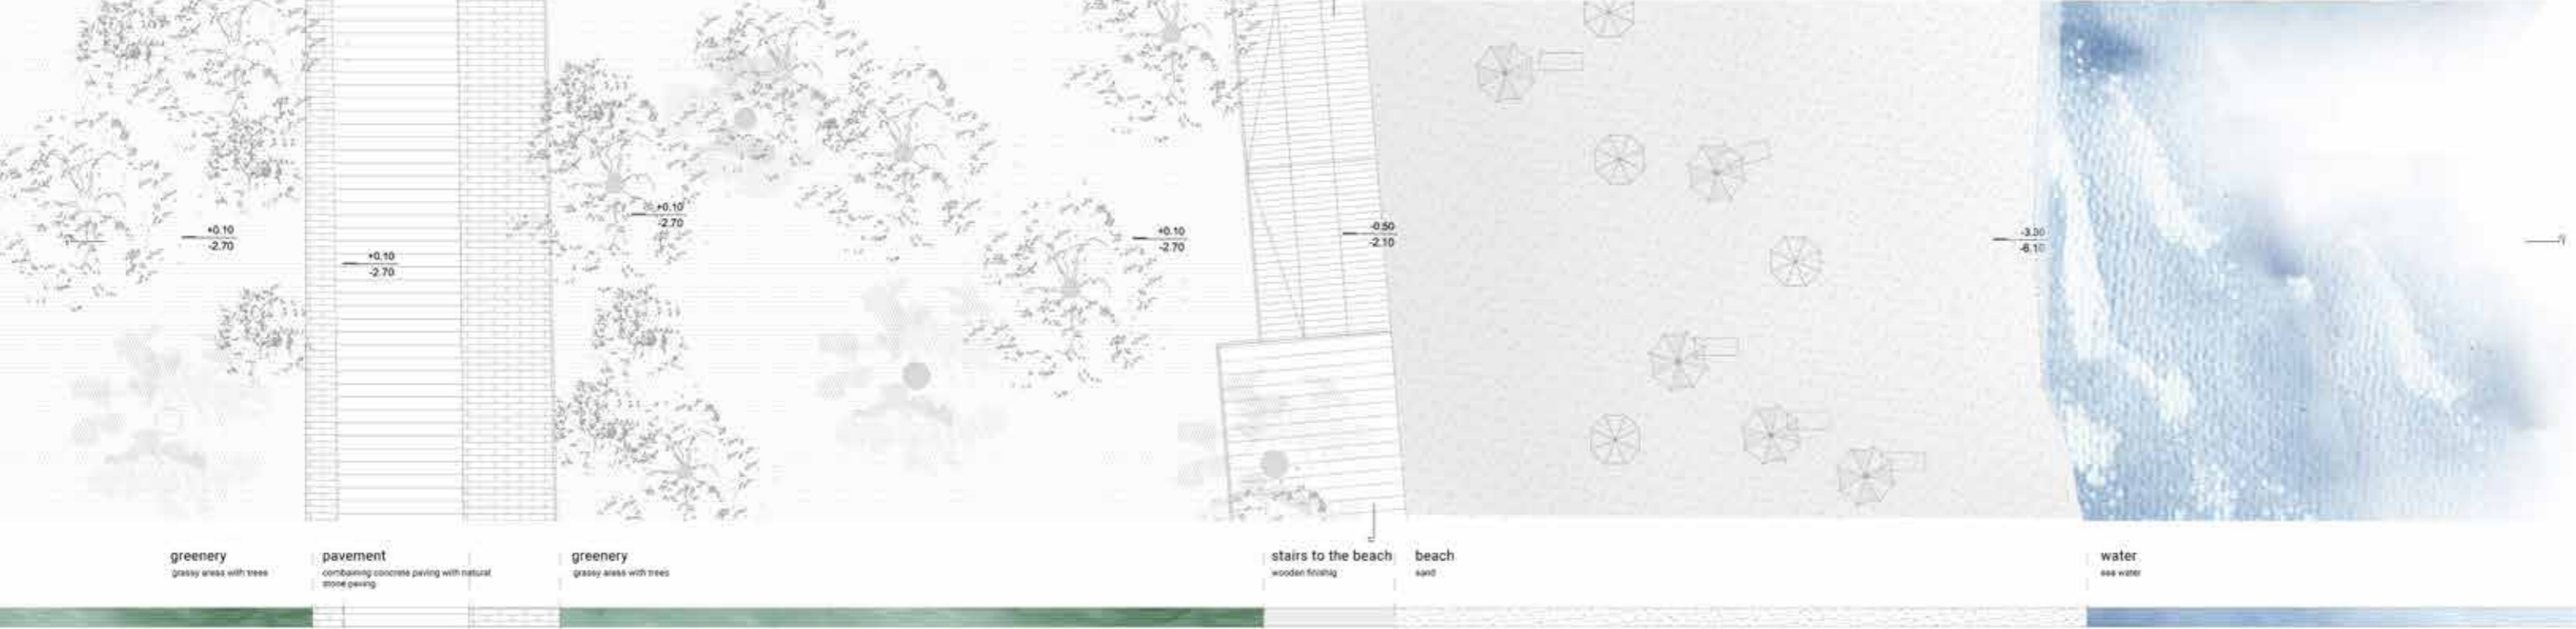 +0.10
-2.70
+0.10
-2.70
+0.10
-2.70
+0.10
-2.70
-0.50
-2.10
-3.30
-6.10
greenery
grassy areas with trees
pavement
combaining concrete paving with natural
stone paving
greenery
grassy areas with trees
stairs to the beach
wooden finishig
beach
sand
water
sea water